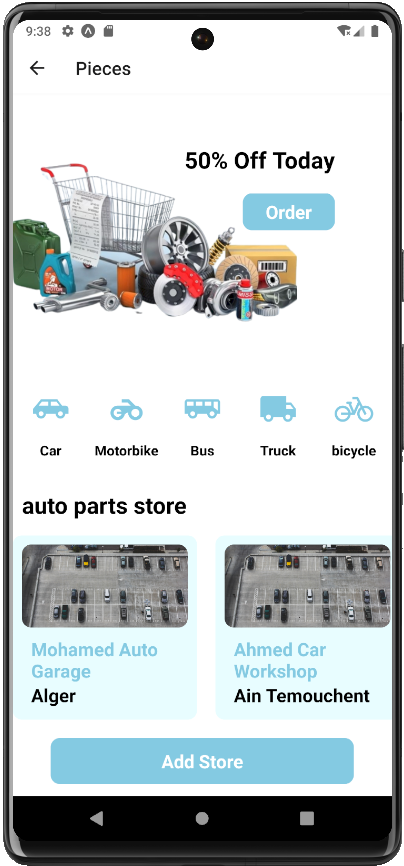 9:38
Pieces
50% Off Today
Order
Car
Motorbike
Bus
Truck
bicycle
auto parts store
Mohamed Auto
Garage
Alger
Ahmed Car
Workshop
Ain Temouchent
Add Store